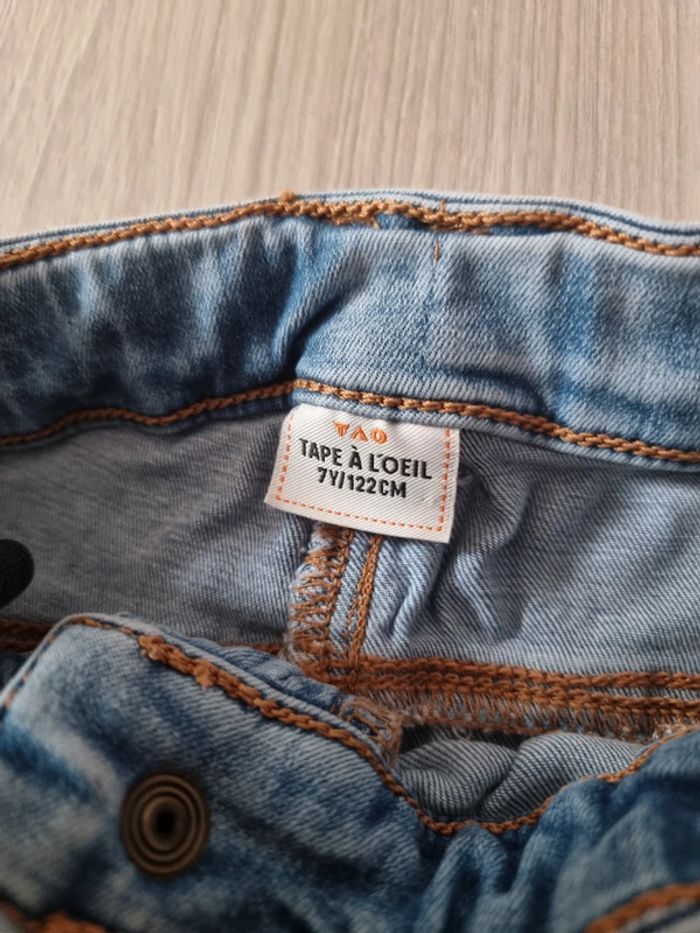 TAO
TAPE À L'OEIL
7Y/122CM